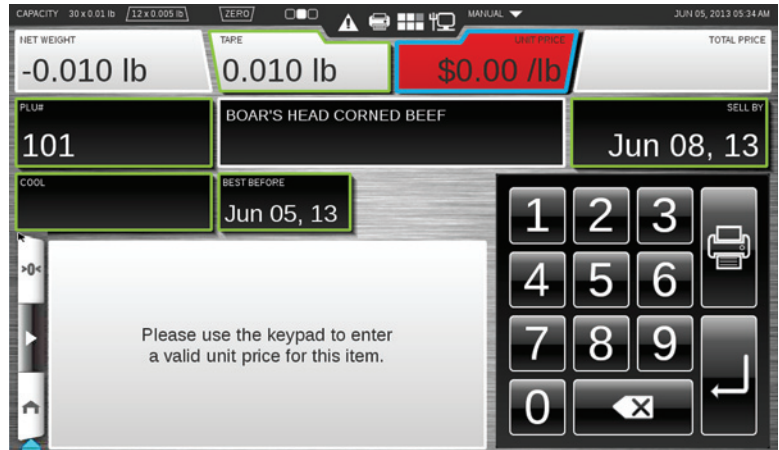 CAPACITY 30 x 0.01 lb 12 x 0.005 lb ZERO MANUAL JUN 05, 2013 05:34 AM
NET WEIGHT TARE UNIT PRICE TOTAL PRICE
-0.010 lb 0.010 lb $0.00 /lb
PLU# BOAR'S HEAD CORNED BEEF SELL BY
101 Jun 08, 13
COOL BEST BEFORE
Jun 05, 13
1 2 3
>0<
4 5 6
Please use the keypad to enter
a valid unit price for this item.
7 8 9
0